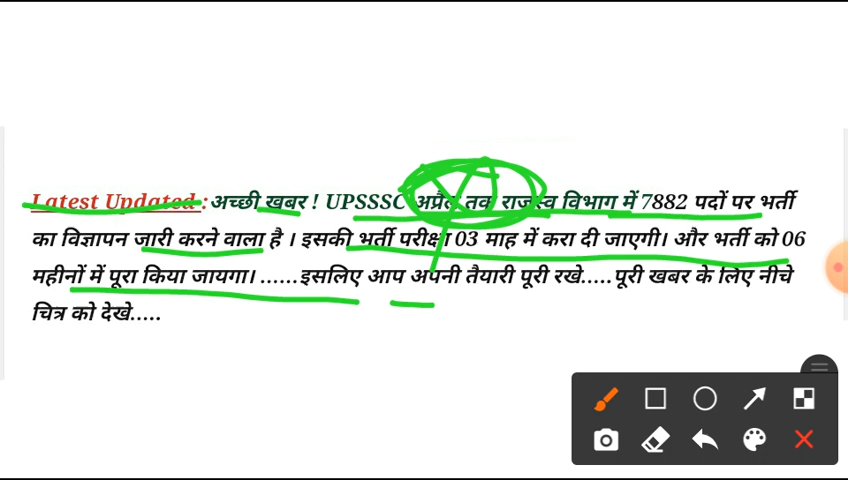 Latest Updated : अच्छी खबर ! UPSSSC अप्रैल तक राजस्व विभाग में 7882 पदों पर भर्ती
का विज्ञापन जारी करने वाला है । इसकी भर्ती परीक्षा 03 माह में करा दी जाएगी। और भर्ती को 06
महीनों में पूरा किया जायगा। ......इसलिए आप अपनी तैयारी पूरी रखे.....पूरी खबर के लिए नीचे
चित्र को देखे.....